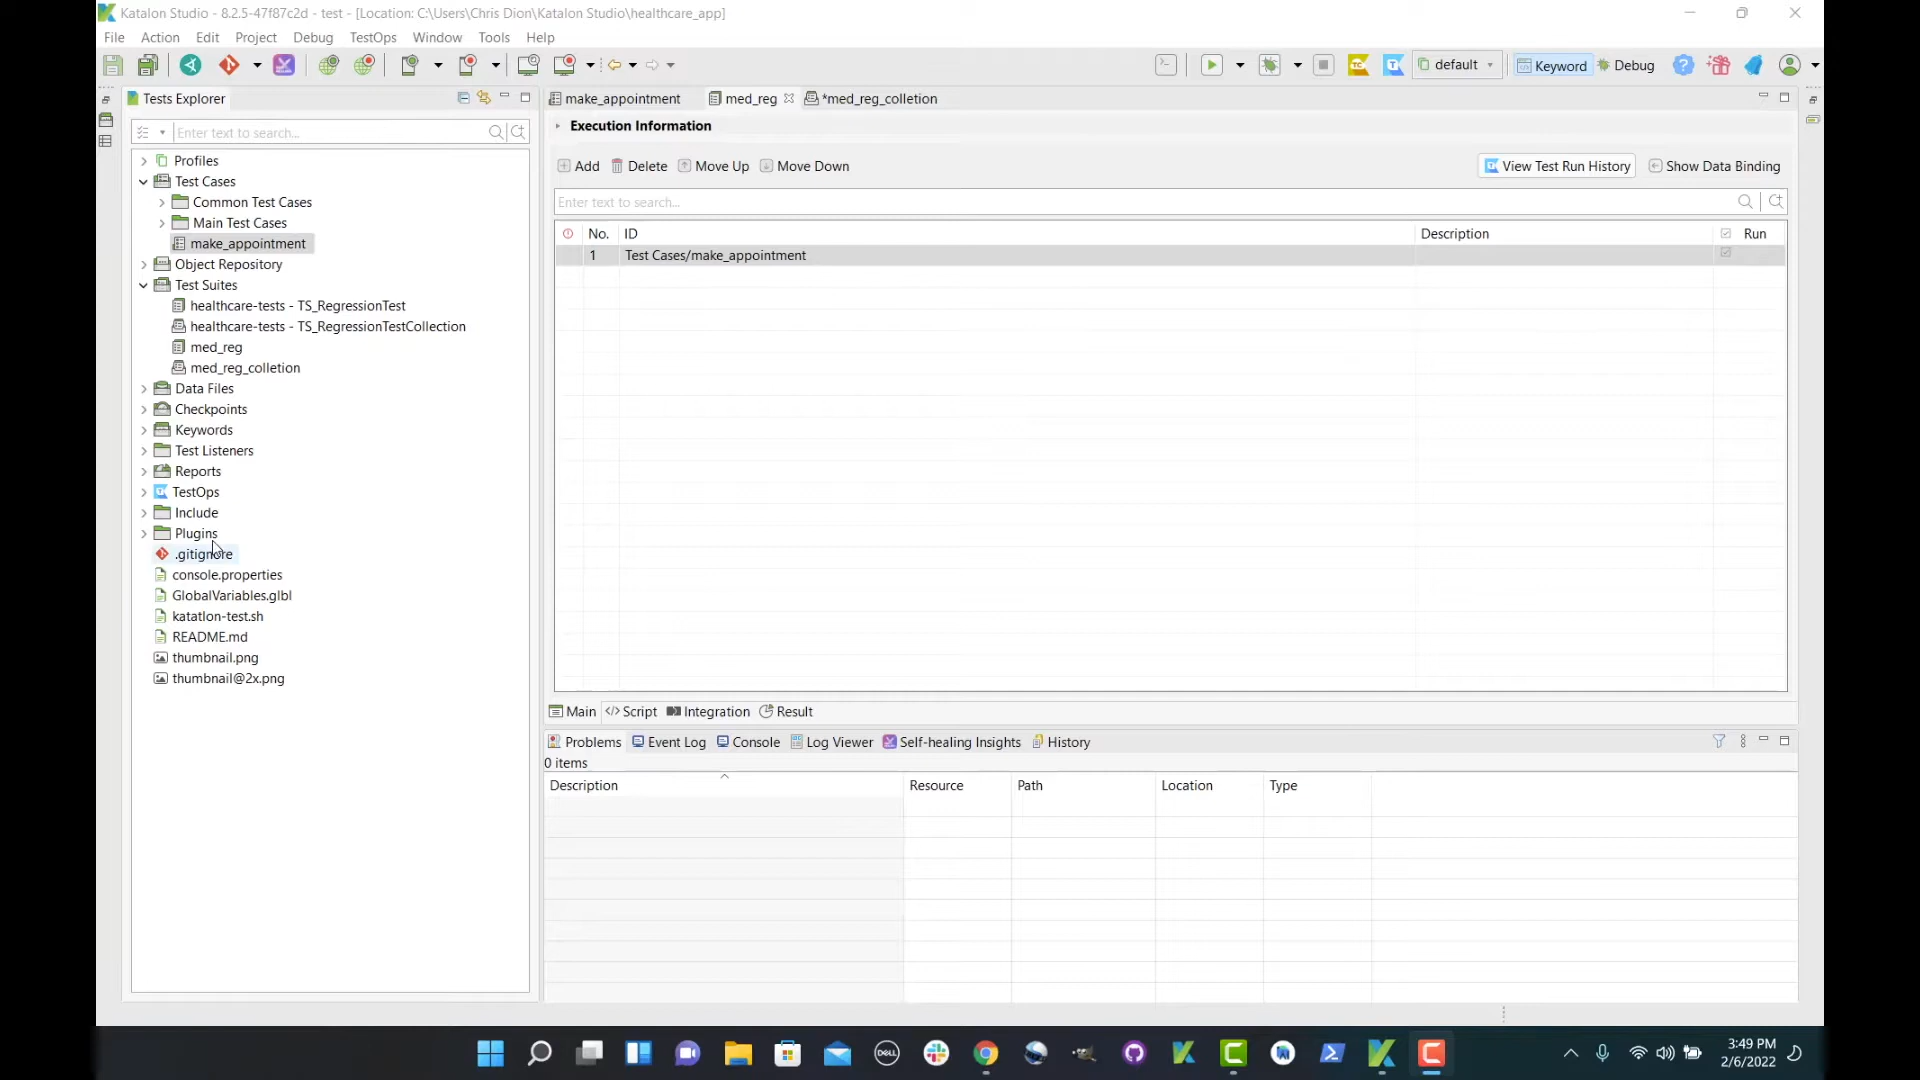 Katalon Studio - 8.2.5-47f87c2d - test - [Location: C:\Users\Chris Dion\Katalon Studio\healthcare_app]
File Action Edit Project Debug TestOps Window Tools Help
default Keyword Debug
Tests Explorer
make_appointment med_reg *med_reg_colletion
Execution Information
Enter text to search...
Add Delete Move Up Move Down View Test Run History Show Data Binding
Enter text to search...
No. ID Description Run
1 Test Cases/make_appointment
Profiles
Test Cases
Common Test Cases
Main Test Cases
make_appointment
Object Repository
Test Suites
healthcare-tests - TS_RegressionTest
healthcare-tests - TS_RegressionTestCollection
med_reg
med_reg_colletion
Data Files
Checkpoints
Keywords
Test Listeners
Reports
TestOps
Include
Plugins
.gitignore
console.properties
GlobalVariables.glbl
katatlon-test.sh
README.md
thumbnail.png
thumbnail@2x.png
Main Script Integration Result
Problems Event Log Console Log Viewer Self-healing Insights History
0 items
Description Resource Path Location Type
DELL
3:49 PM
2/6/2022